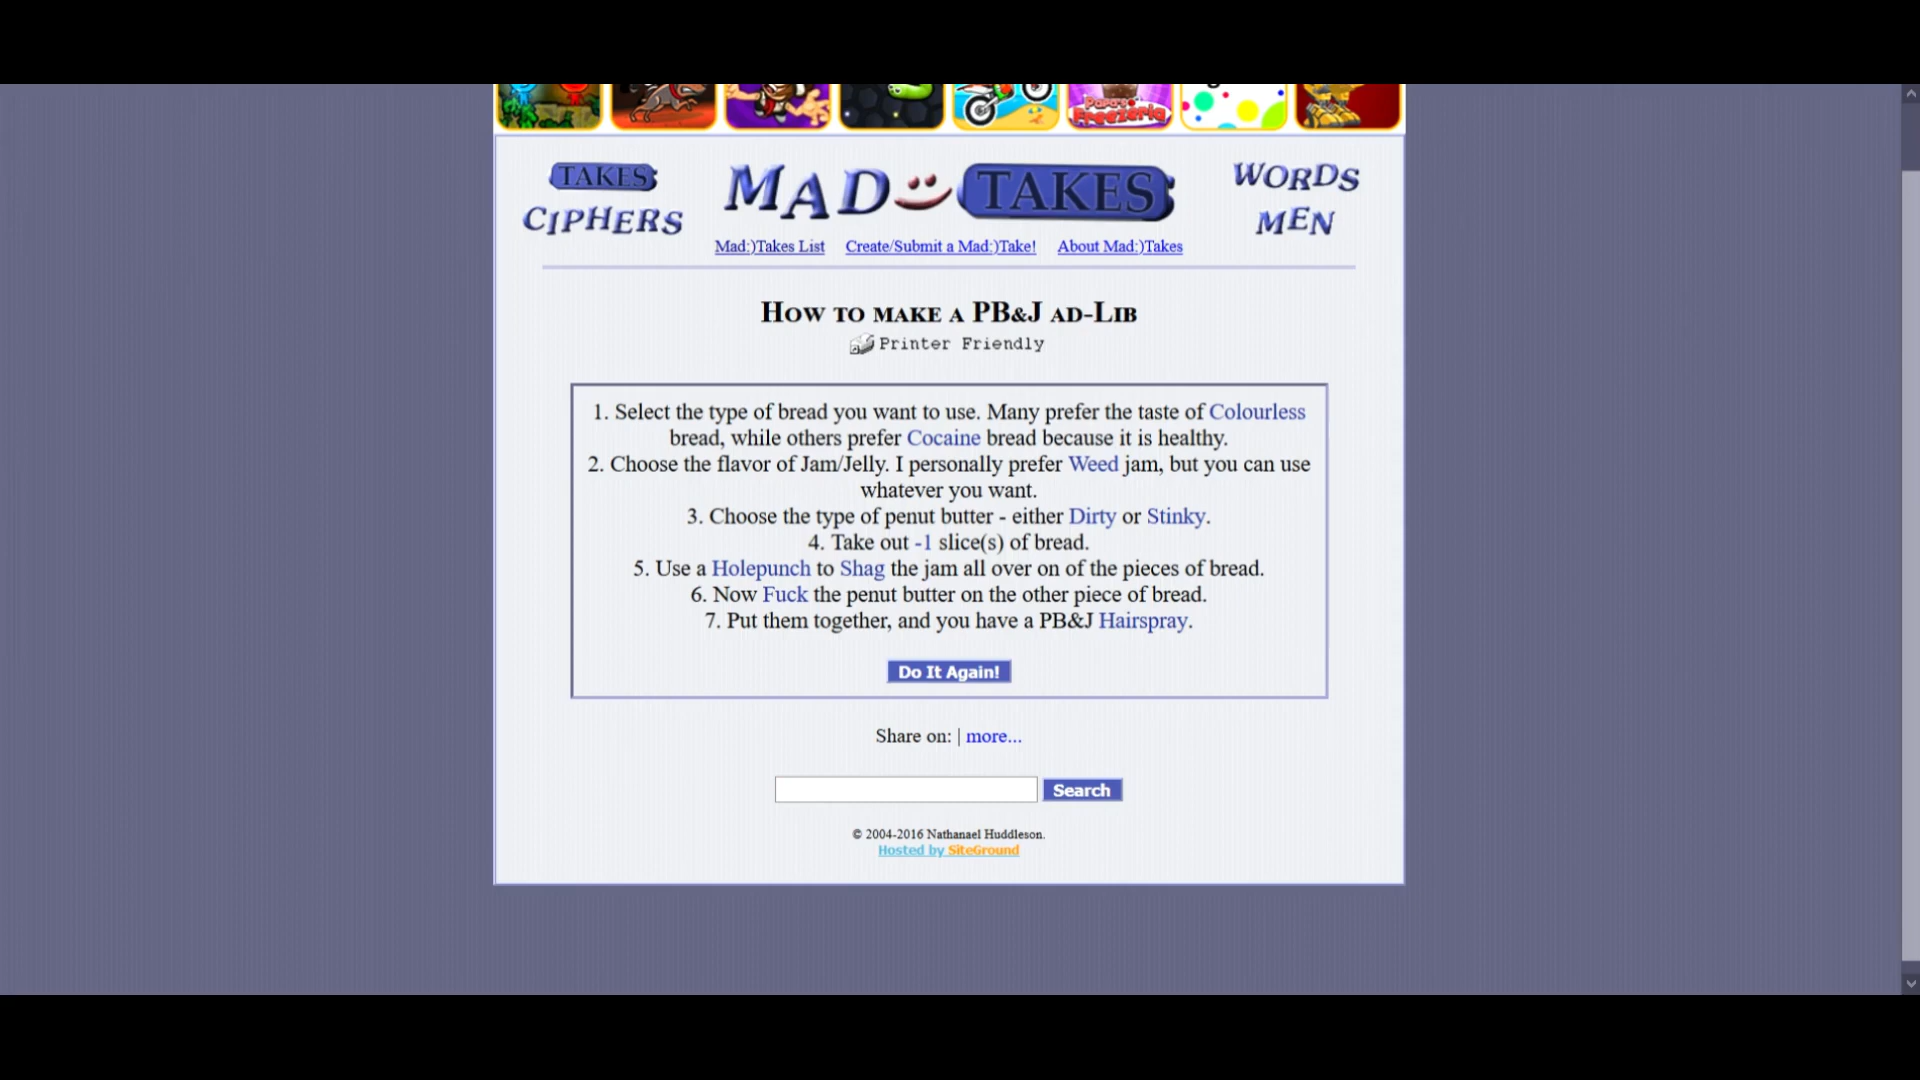 Papa's
Freezeria
TAKES
CIPHERS
MAD:)TAKES
WORDS
MEN
Mad:)Takes List Create/Submit a Mad:)Take! About Mad:)Takes
How to make a PB&J ad-Lib
Printer Friendly
1. Select the type of bread you want to use. Many prefer the taste of Colourless
bread, while others prefer Cocaine bread because it is healthy.
2. Choose the flavor of Jam/Jelly. I personally prefer Weed jam, but you can use
whatever you want.
3. Choose the type of penut butter - either Dirty or Stinky.
4. Take out -1 slice(s) of bread.
5. Use a Holepunch to Shag the jam all over on of the pieces of bread.
6. Now Fuck the penut butter on the other piece of bread.
7. Put them together, and you have a PB&J Hairspray.
Do It Again!
Share on: | more...
Search
© 2004-2016 Nathanael Huddleson.
Hosted by SiteGround